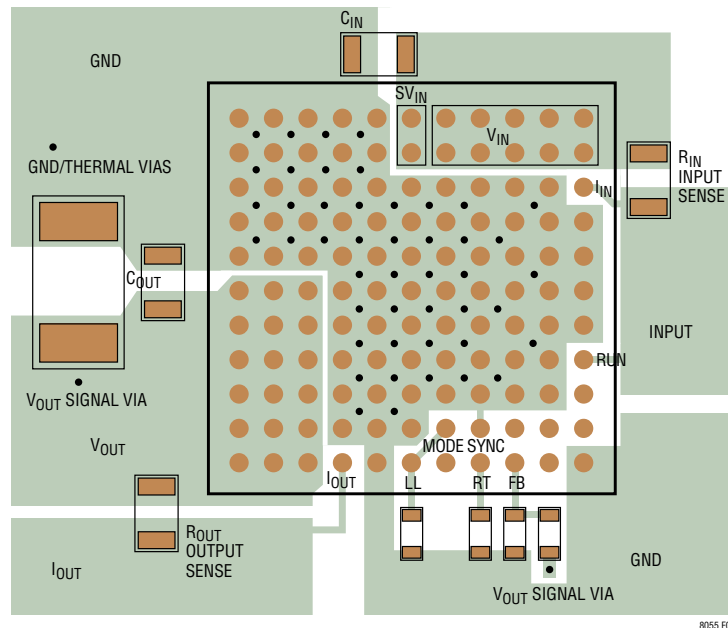 CIN
GND
SVIN
VIN
GND/THERMAL VIAS
IIN
RIN
INPUT
SENSE
COUT
INPUT
RUN
VOUT SIGNAL VIA
VOUT
MODE SYNC
IOUT
LL
RT
FB
ROUT
OUTPUT
SENSE
IOUT
GND
VOUT SIGNAL VIA